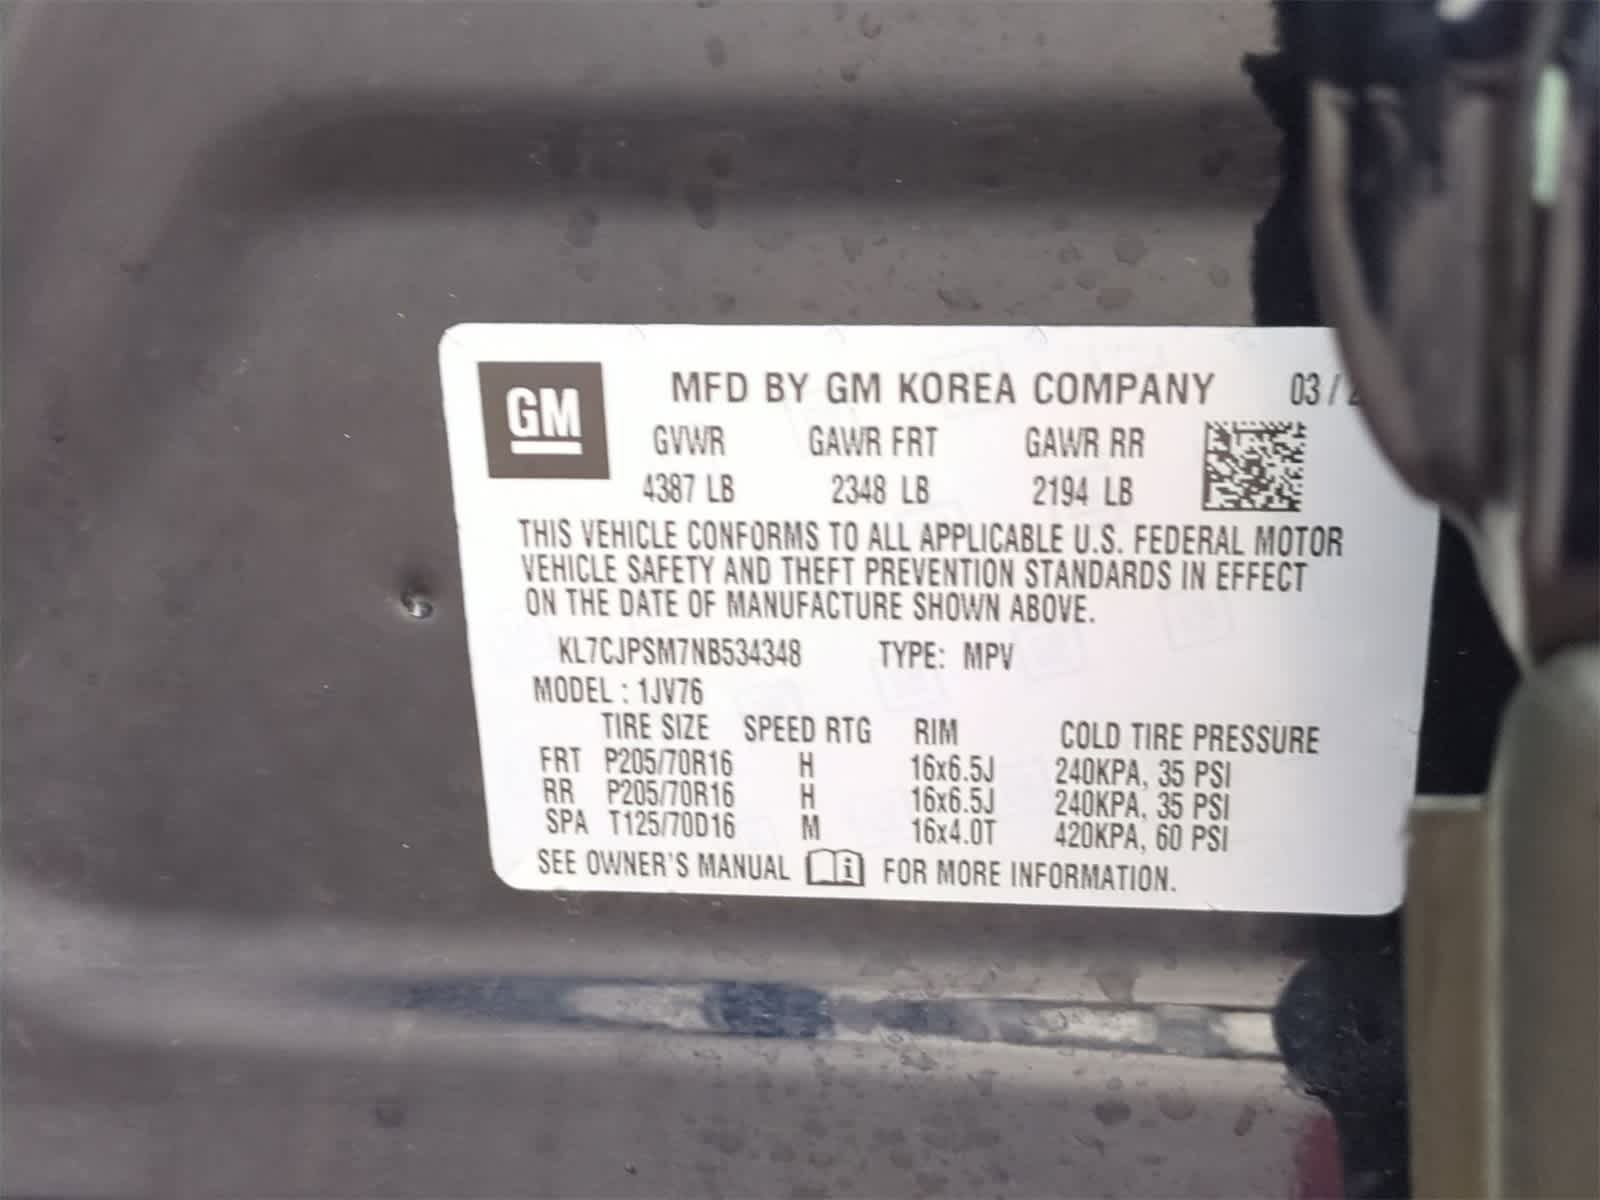 GM
MFD BY GM KOREA COMPANY 03/2
GVWR GAWR FRT GAWR RR
4387 LB 2348 LB 2194 LB
THIS VEHICLE CONFORMS TO ALL APPLICABLE U.S. FEDERAL MOTOR
VEHICLE SAFETY AND THEFT PREVENTION STANDARDS IN EFFECT
ON THE DATE OF MANUFACTURE SHOWN ABOVE.
KL7CJPSM7NB534348 TYPE: MPV
MODEL : 1JV76
TIRE SIZE SPEED RTG RIM COLD TIRE PRESSURE
FRT P205/70R16 H 16x6.5J 240KPA, 35 PSI
RR P205/70R16 H 16x6.5J 240KPA, 35 PSI
SPA T125/70D16 M 16x4.0T 420KPA, 60 PSI
SEE OWNER'S MANUAL FOR MORE INFORMATION.